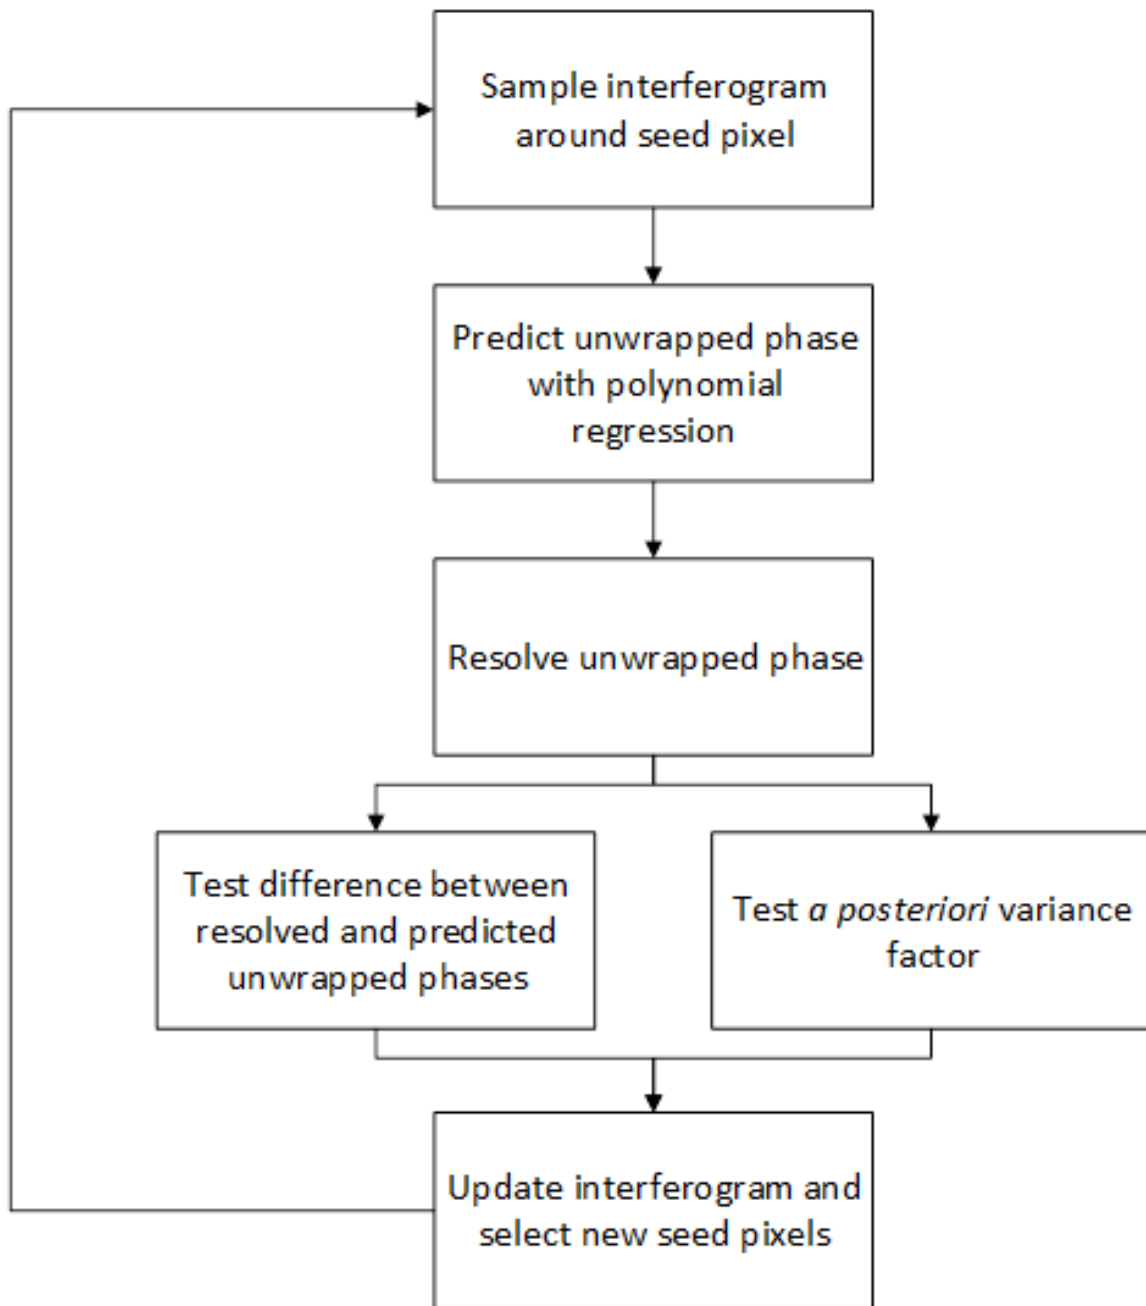 Sample interferogram
around seed pixel
Predict unwrapped phase
with polynomial
regression
Resolve unwrapped phase
Test difference between
resolved and predicted
unwrapped phases
Test a posteriori variance
factor
Update interferogram and
select new seed pixels